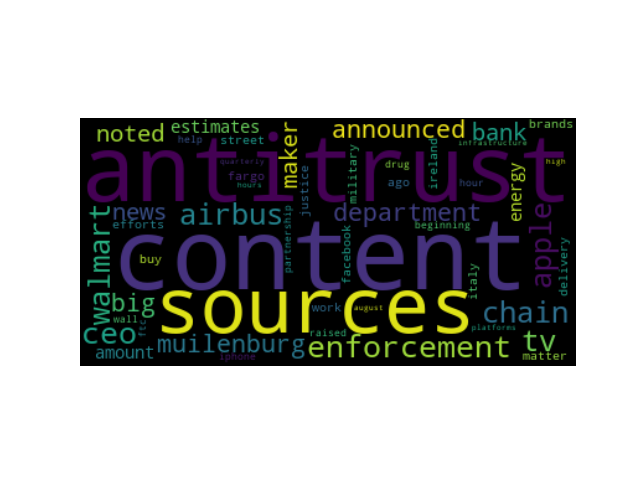 noted estimates announced bank brands
help street infrastructure
antitrust
maker
quarterly
fargo
hours
justice
military
drug
ago
ireland
hour
energy
high
walmart
news
efforts
airbus
partnership
department
beginning
apple
content
buy
facebook
italy
delivery
big
wall
ftc
sources
work
august
chain
platforms
ceo
raised
amount
muilenburg
iphone
enforcement
tv
matter